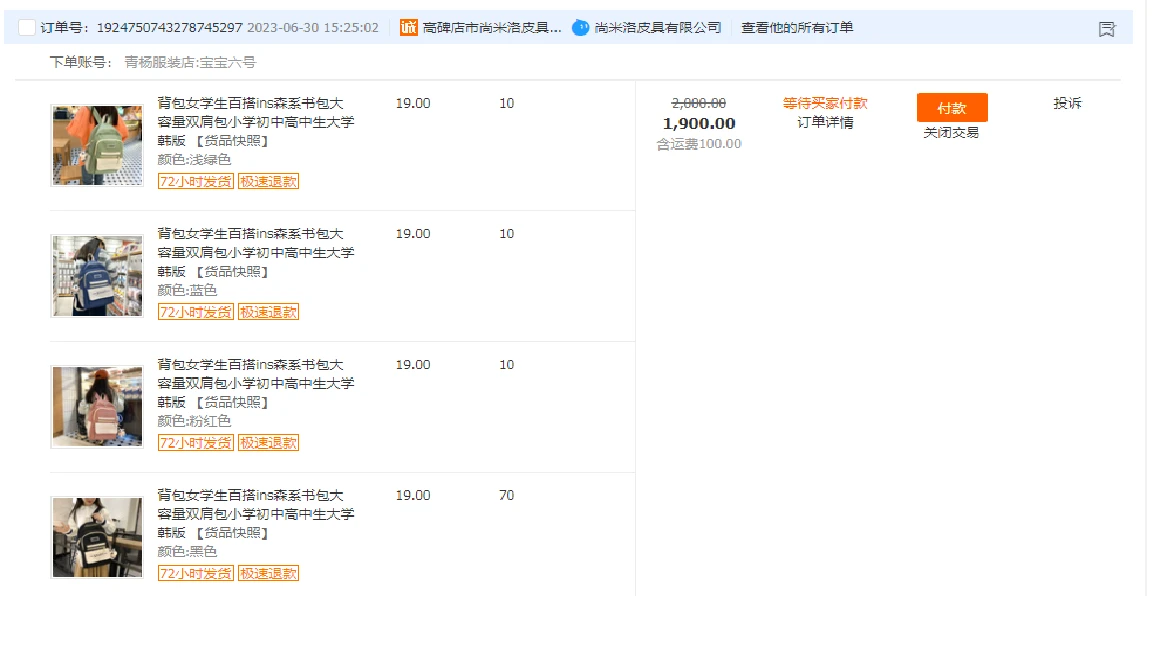 订单号: 1924750743278745297 2023-06-30 15:25:02 诚 高碑店市尚米洛皮具... 尚米洛皮具有限公司 查看他的所有订单
下单账号: 青杨服装店:宝宝六号
背包女学生百搭ins森系书包大 19.00 10 2,000.00 等待买家付款 付款 投诉
容量双肩包小学初中高中生大学 1,900.00 订单详情 关闭交易
韩版 【货品快照】 含运费100.00
颜色:浅绿色
72小时发货 极速退款
背包女学生百搭ins森系书包大 19.00 10
容量双肩包小学初中高中生大学
韩版 【货品快照】
颜色:蓝色
72小时发货 极速退款
背包女学生百搭ins森系书包大 19.00 10
容量双肩包小学初中高中生大学
韩版 【货品快照】
颜色:粉红色
72小时发货 极速退款
背包女学生百搭ins森系书包大 19.00 70
容量双肩包小学初中高中生大学
韩版 【货品快照】
颜色:黑色
72小时发货 极速退款